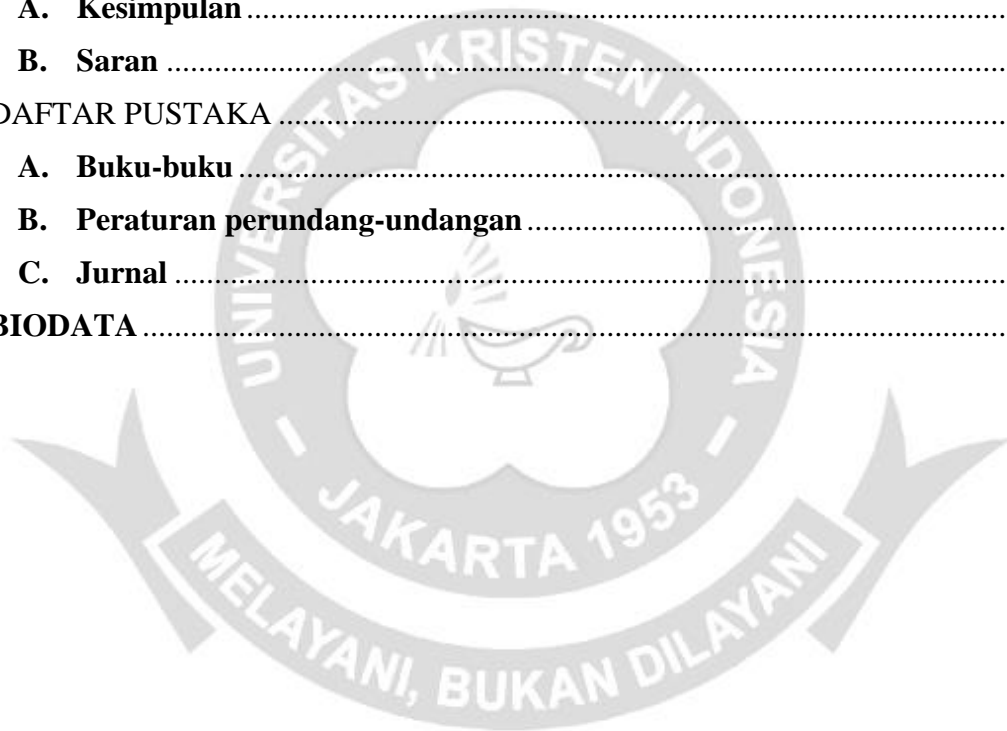 A. Kesimpulan ........................................................................................................
B. Saran ........................................................................................................
DAFTAR PUSTAKA ........................................................................................................
A. Buku-buku ........................................................................................................
B. Peraturan perundang-undangan ........................................................................................................
C. Jurnal ........................................................................................................
BIODATA ........................................................................................................
UNIVERSITAS KRISTEN INDONESIA
- JAKARTA 1953 -
MELAYANI, BUKAN DILAYANI